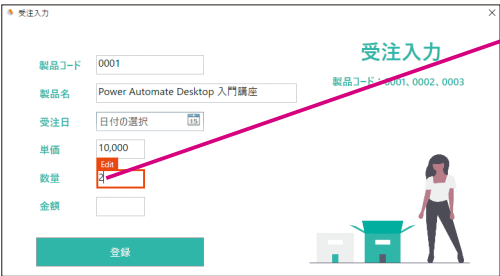 受注入力
受注入力
製品コード：0001、0002、0003
製品コード 0001
製品名 Power Automate Desktop 入門講座
受注日 日付の選択 15
単価 10,000
Edit
数量 2
金額
登録